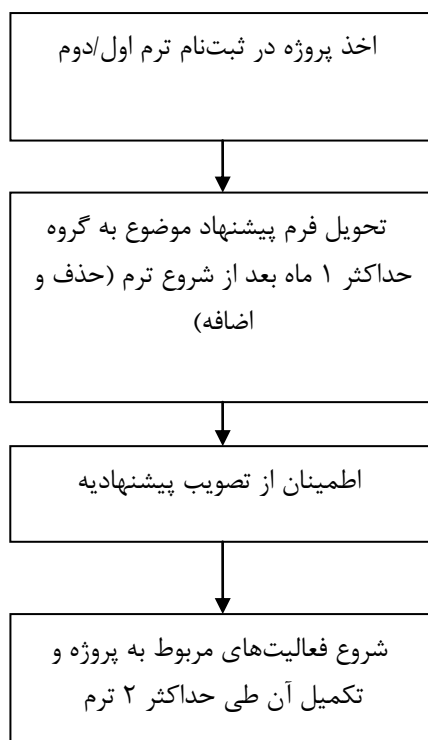 اخذ پروژه در ثبت‌نام ترم اول/دوم
تحویل فرم پیشنهاد موضوع به گروه
حداکثر ۱ ماه بعد از شروع ترم (حذف و
اضافه)
اطمینان از تصویب پیشنهادیه
شروع فعالیت‌های مربوط به پروژه و
تکمیل آن طی حداکثر ۲ ترم